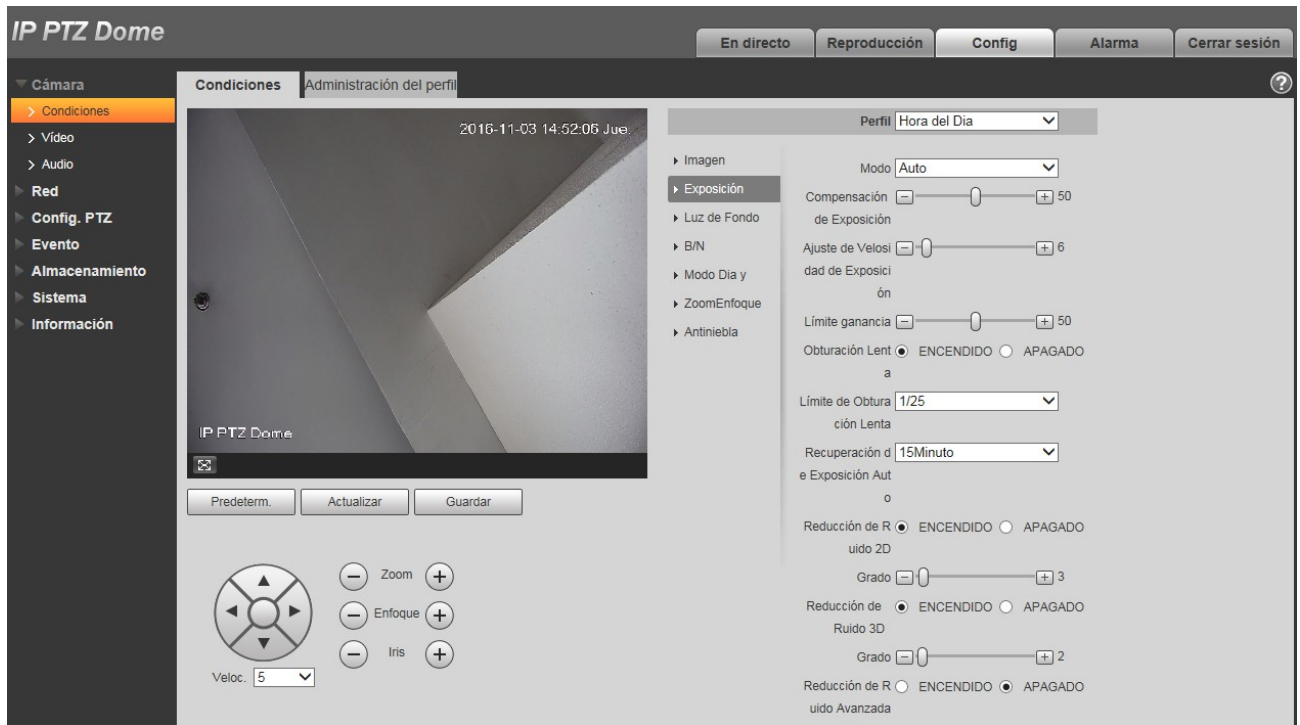 IP PTZ Dome
En directo
Reproducción
Config
Alarma
Cerrar sesión
Cámara
Condiciones
Vídeo
Audio
Red
Config. PTZ
Evento
Almacenamiento
Sistema
Información
Condiciones
Administración del perfil
2016-11-03 14:52:06 Jue.
IP PTZ Dome
Predeterm.
Actualizar
Guardar
Zoom
Enfoque
Iris
Veloc. 5
Perfil Hora del Dia
Imagen
Exposición
Luz de Fondo
B/N
Modo Dia y
ZoomEnfoque
Antiniebla
Modo Auto
Compensación 50
de Exposición
Ajuste de Velosi 6
dad de Exposici
ón
Límite ganancia 50
Obturación Lent ENCENDIDO APAGADO
a
Límite de Obtura 1/25
ción Lenta
Recuperación d 15Minuto
e Exposición Aut
o
Reducción de R ENCENDIDO APAGADO
uido 2D
Grado 3
Reducción de ENCENDIDO APAGADO
Ruido 3D
Grado 2
Reducción de R ENCENDIDO APAGADO
uido Avanzada